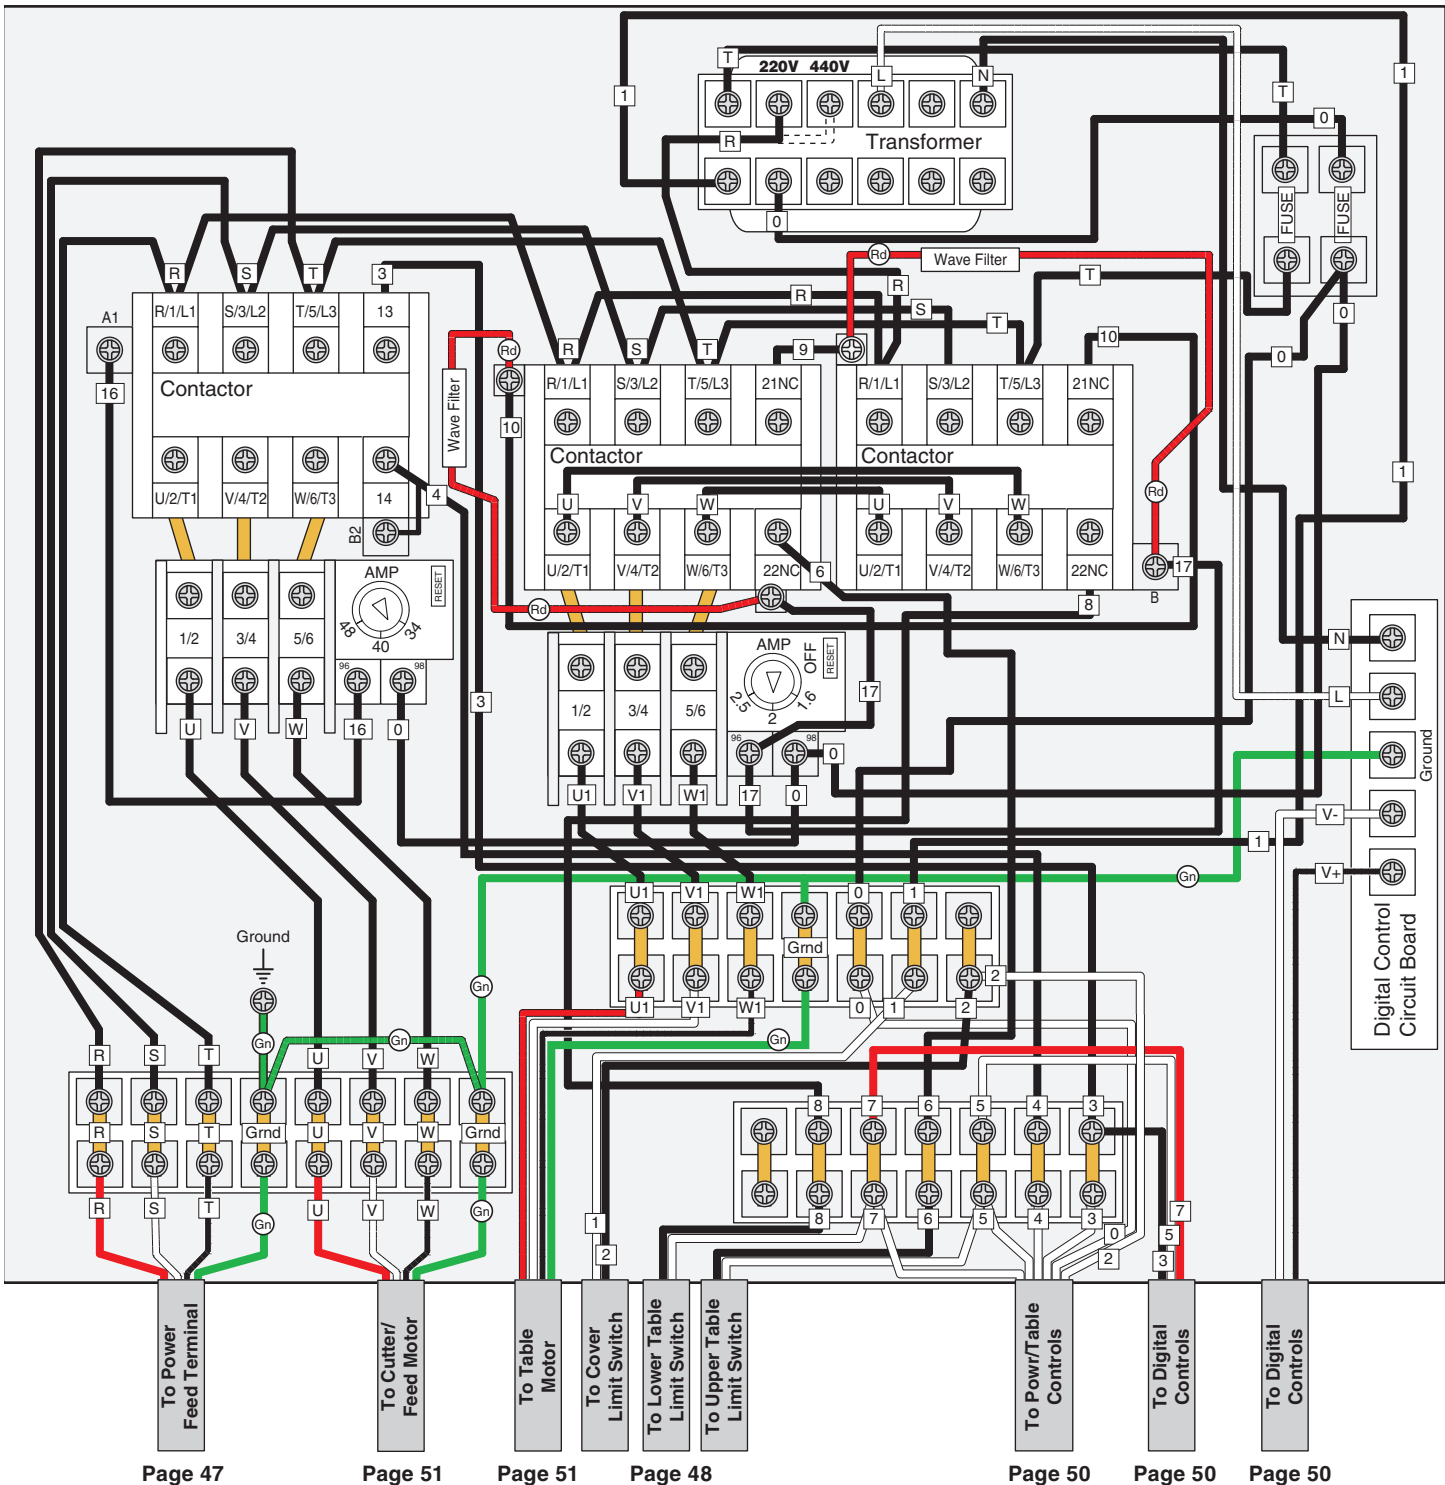 1
1
T
220V 440V
L
N
T
0
R
Transformer
FUSE
FUSE
0
R
S
T
3
Rd
Wave Filter
T
R
R
S
T
0
0
A1
R/1/L1
S/3/L2
T/5/L3
13
16
Contactor
Rd
Wave Filter
10
R
S
T
9
10
R/1/L1
S/3/L2
T/5/L3
21NC
R/1/L1
S/3/L2
T/5/L3
21NC
Contactor
Contactor
1
U/2/T1
V/4/T2
W/6/T3
14
4
B2
U
V
W
U
V
W
Rd
U/2/T1
V/4/T2
W/6/T3
22NC
6
U/2/T1
V/4/T2
W/6/T3
22NC
17
B
8
Rd
AMP
RESET
48
40
34
1/2
3/4
5/6
96
98
3
AMP
OFF
RESET
2.5
2
1.6
1/2
3/4
5/6
96
98
17
N
L
Ground
V-
V+
Digital Control
Circuit Board
U
V
W
16
0
0
U1
V1
W1
17
0
1
Gn
U1
V1
W1
0
1
Grnd
2
U1
V1
W1
0
1
2
Ground
Gn
Gn
Gn
Gn
R
S
T
U
V
W
R
S
T
Grnd
U
V
W
Grnd
R
S
T
Gn
U
V
W
Gn
8
7
6
5
4
3
8
7
6
5
4
3
1
2
0
2
7
5
3
To Power
Feed Terminal
To Cutter/
Feed Motor
To Table
Motor
To Cover
Limit Switch
To Lower Table
Limit Switch
To Upper Table
Limit Switch
To Powr/Table
Controls
To Digital
Controls
To Digital
Controls
Page 47
Page 51
Page 51
Page 48
Page 50
Page 50
Page 50